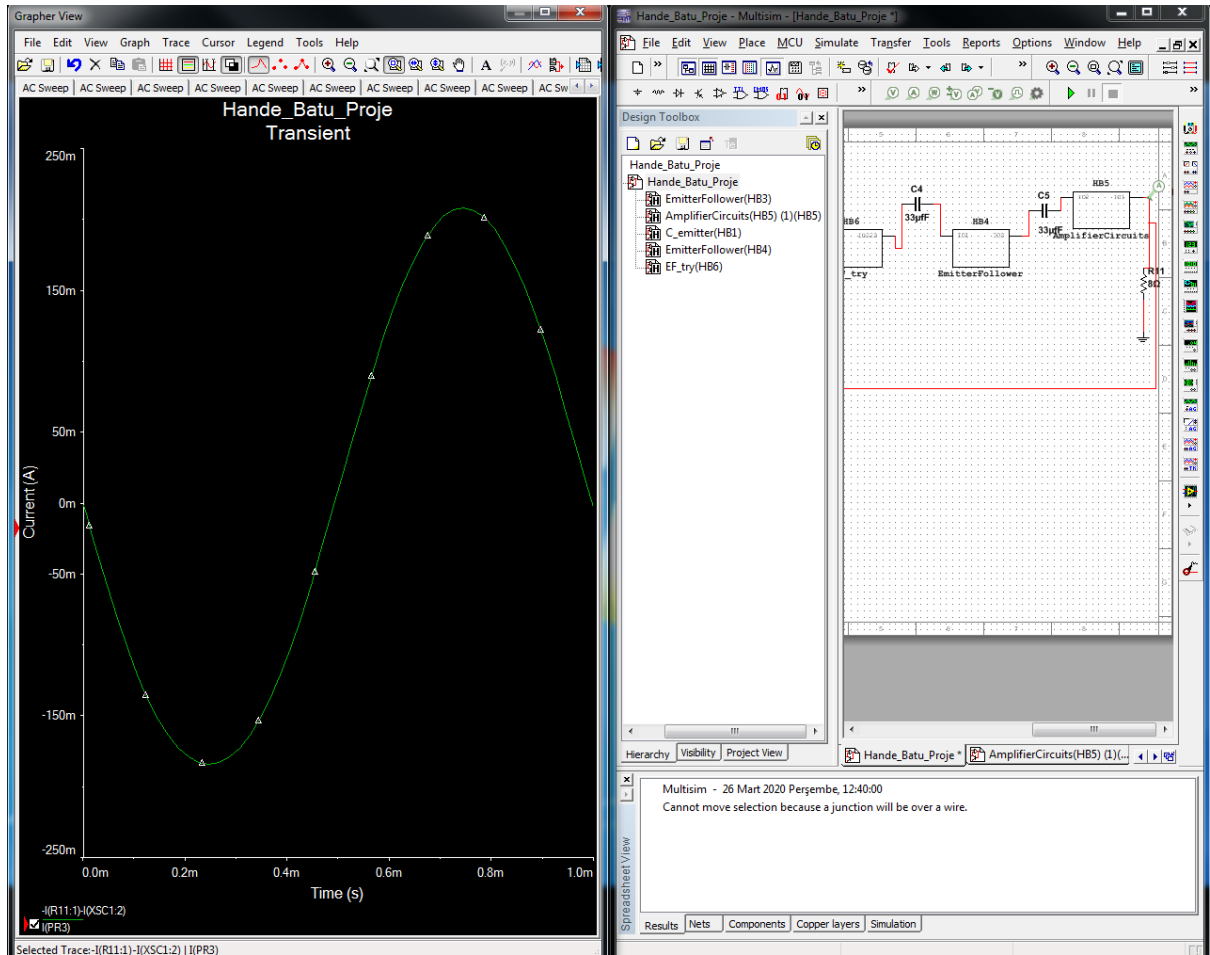 Grapher View
File Edit View Graph Trace Cursor Legend Tools Help
AC Sweep AC Sweep AC Sweep AC Sweep AC Sweep AC Sweep AC Sweep AC Sweep AC Sweep AC Sw
Hande_Batu_Proje
Transient
250m
150m
50m
0m
-50m
-150m
-250m
Current (A)
0.0m 0.2m 0.4m 0.6m 0.8m 1.0m
Time (s)
-I(R11:1)-I(XSC1:2)
I(PR3)
Selected Trace:-I(R11:1)-I(XSC1:2) | I(PR3)
Hande_Batu_Proje - Multisim - [Hande_Batu_Proje *]
File Edit View Place MCU Simulate Transfer Tools Reports Options Window Help
Design Toolbox
Hande_Batu_Proje
Hande_Batu_Proje
EmitterFollower(HB3)
AmplifierCircuits(HB5) (1)(HB5)
C_emitter(HB1)
EmitterFollower(HB4)
EF_try(HB6)
Hierarchy Visibility Project View
C4
33µfF
HB6
_try
HB4
IO1
EmitterFollower
C5
33µfF
HB5
AmplifierCircuits
R11
8Ω
Hande_Batu_Proje * AmplifierCircuits(HB5) (1)(...
Multisim - 26 Mart 2020 Perşembe, 12:40:00
Cannot move selection because a junction will be over a wire.
Spreadsheet View
Results Nets Components Copper layers Simulation